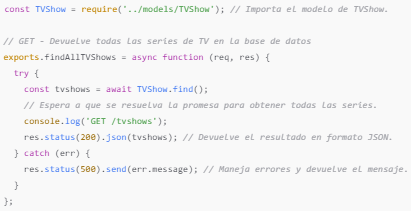 const TVShow = require('../models/TVShow'); // Importa el modelo de TVShow.
// GET - Devuelve todas las series de TV en la base de datos
exports.findAllTVShows = async function (req, res) {
try {
const tvshows = await TVShow.find();
// Espera a que se resuelva la promesa para obtener todas las series.
console.log('GET /tvshows');
res.status(200).json(tvshows); // Devuelve el resultado en formato JSON.
} catch (err) {
res.status(500).send(err.message); // Maneja errores y devuelve el mensaje.
}
};